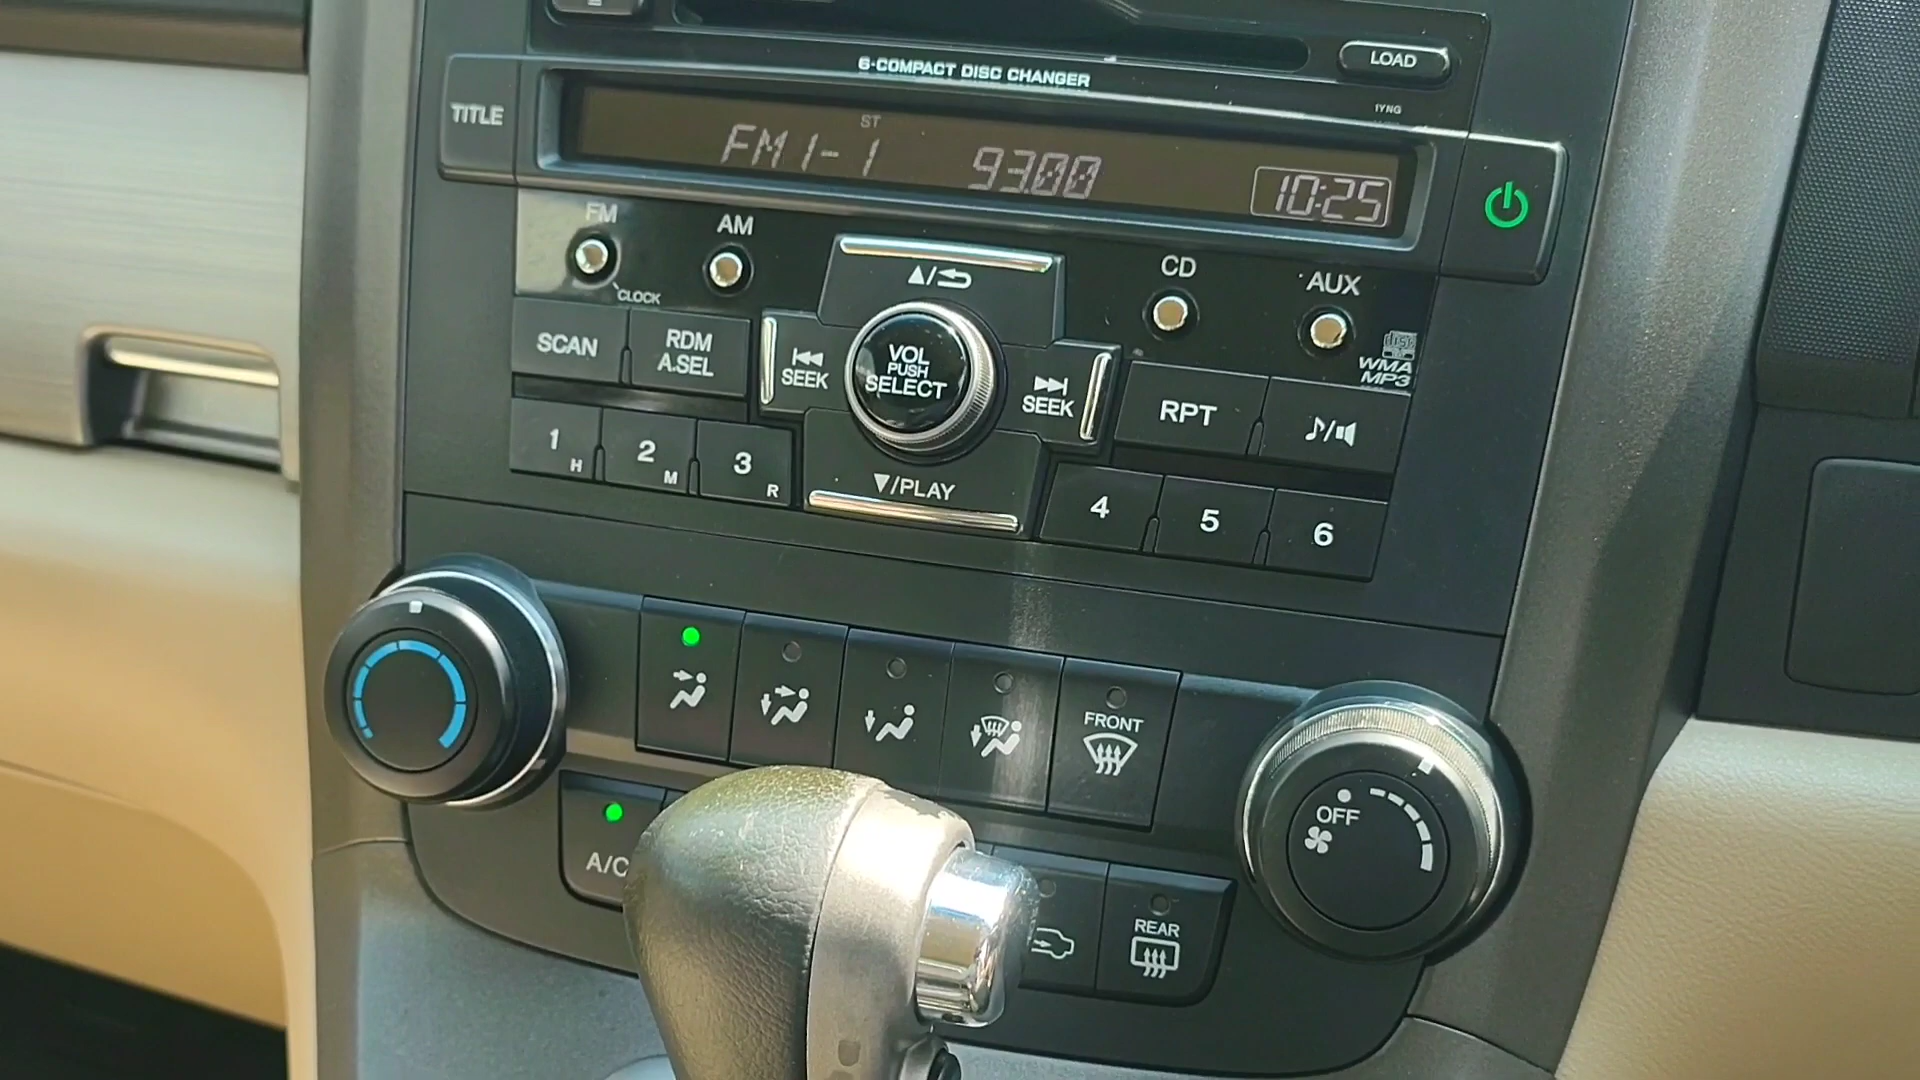 LOAD
6-COMPACT DISC CHANGER
1YNG
TITLE
ST
FM1-1 93.00 10:25
FM AM
CLOCK
CD AUX
SCAN RDM
A.SEL
SEEK
VOL
PUSH
SELECT
SEEK
RPT
WMA
MP3
1 H 2 M 3 R
/PLAY
4 5 6
FRONT
OFF
A/C
REAR